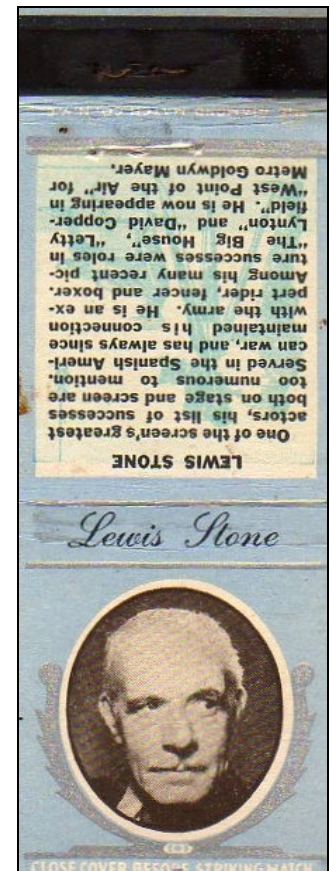 LEWIS STONE
One of the screen's greatest
actors, his list of successes
both on stage and screen are
too numerous to mention.
Served in the Spanish Ameri-
can war, and has always since
maintained his connection
with the army. He is an ex-
pert rider, fencer and boxer.
Among his many recent pic-
ture successes were roles in
"The Big House", "Letty
Lynton" and "David Copper-
field". He is now appearing in
"West Point of the Air" for
Metro Goldwyn Mayer.
Lewis Stone
CLOSE COVER BEFORE STRIKING MATCH